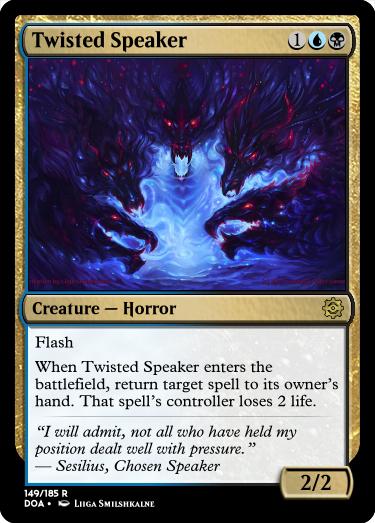 Twisted Speaker 1
Creature — Horror
Flash
When Twisted Speaker enters the
battlefield, return target spell to its owner's
hand. That spell's controller loses 2 life.
“I will admit, not all who have held my
position dealt well with pressure.”
— Sesilius, Chosen Speaker
2/2
149/185 R
DOA • Liiga Smilshkalne